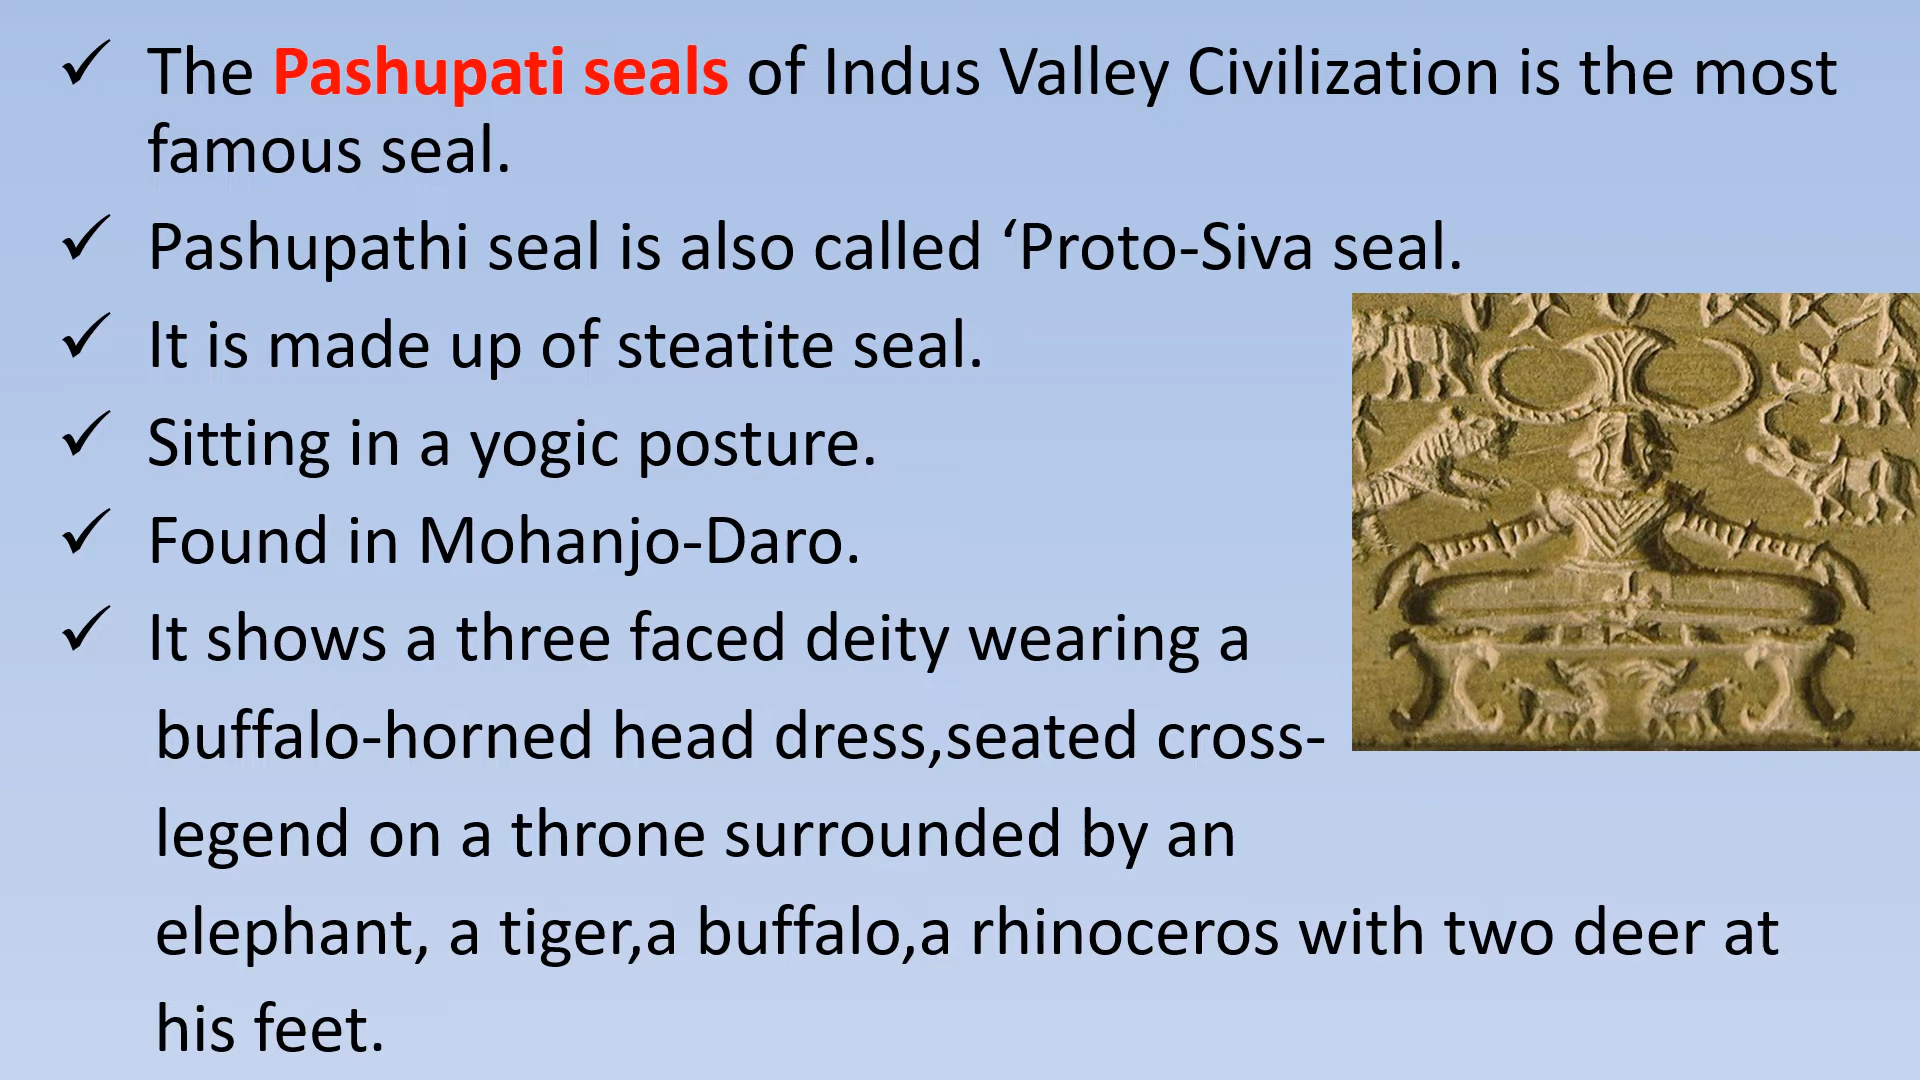 The Pashupati seals of Indus Valley Civilization is the most
famous seal.
Pashupathi seal is also called ‘Proto-Siva seal.
It is made up of steatite seal.
Sitting in a yogic posture.
Found in Mohanjo-Daro.
It shows a three faced deity wearing a
buffalo-horned head dress,seated cross-
legend on a throne surrounded by an
elephant, a tiger,a buffalo,a rhinoceros with two deer at
his feet.